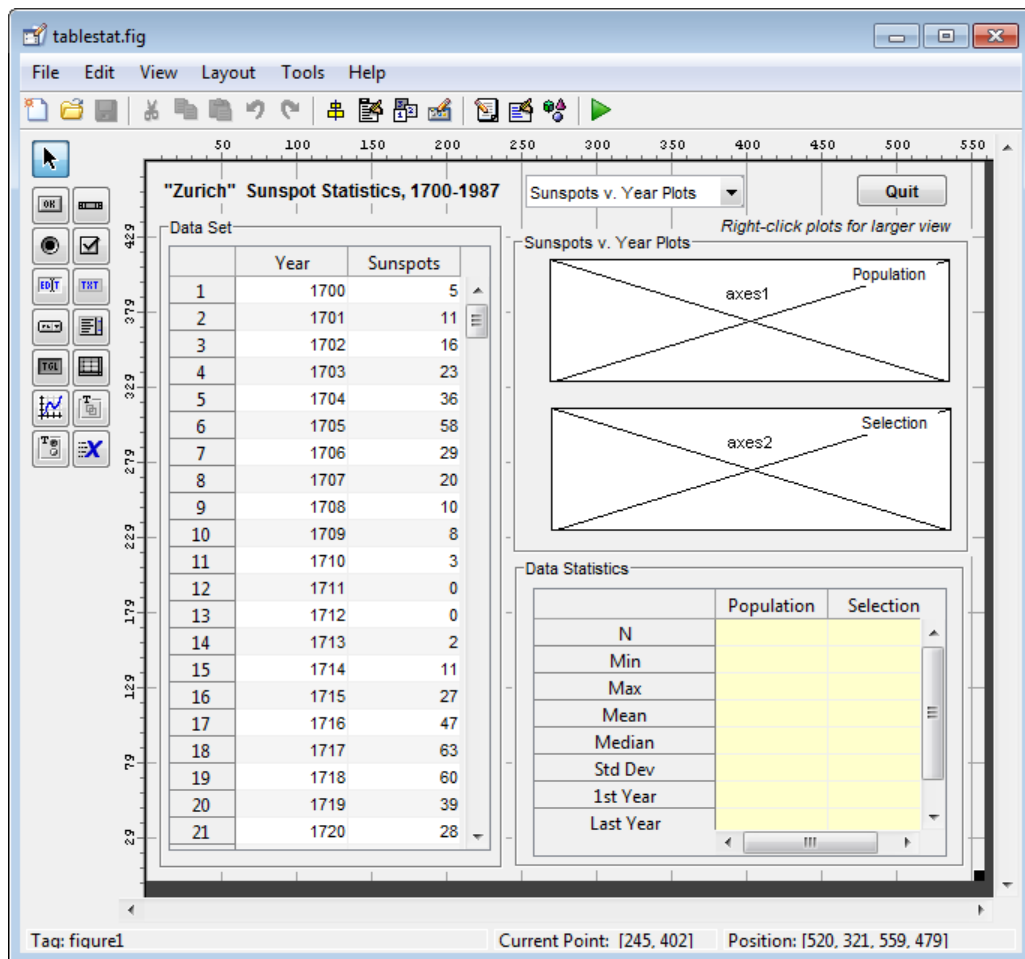 tablestat.fig
File Edit View Layout Tools Help
50 100 150 200 250 300 350 400 450 500 550
"Zurich" Sunspot Statistics, 1700-1987
Sunspots v. Year Plots
Quit
Right-click plots for larger view
OK
EDIT TXT
TGL
429
379
329
279
229
179
129
79
29
Data Set
Year Sunspots
1 1700 5
2 1701 11
3 1702 16
4 1703 23
5 1704 36
6 1705 58
7 1706 29
8 1707 20
9 1708 10
10 1709 8
11 1710 3
12 1711 0
13 1712 0
14 1713 2
15 1714 11
16 1715 27
17 1716 47
18 1717 63
19 1718 60
20 1719 39
21 1720 28
Sunspots v. Year Plots
Population
axes1
Selection
axes2
Data Statistics
Population Selection
N
Min
Max
Mean
Median
Std Dev
1st Year
Last Year
Tag: figure1 Current Point: [245, 402] Position: [520, 321, 559, 479]